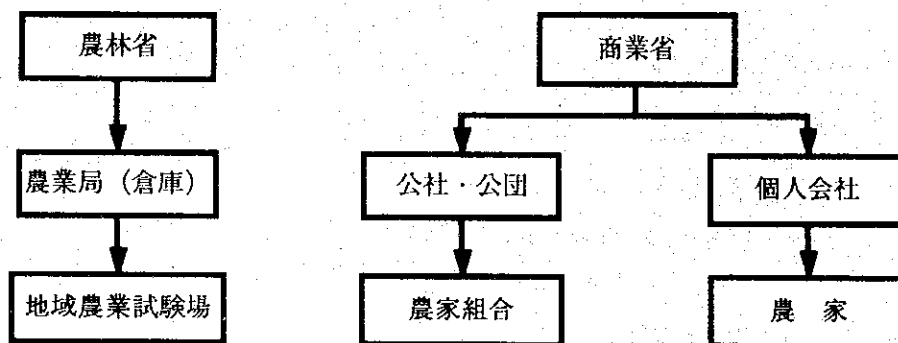 農林省
商業省
農業局（倉庫）
公社・公団
個人会社
地域農業試験場
農家組合
農　家